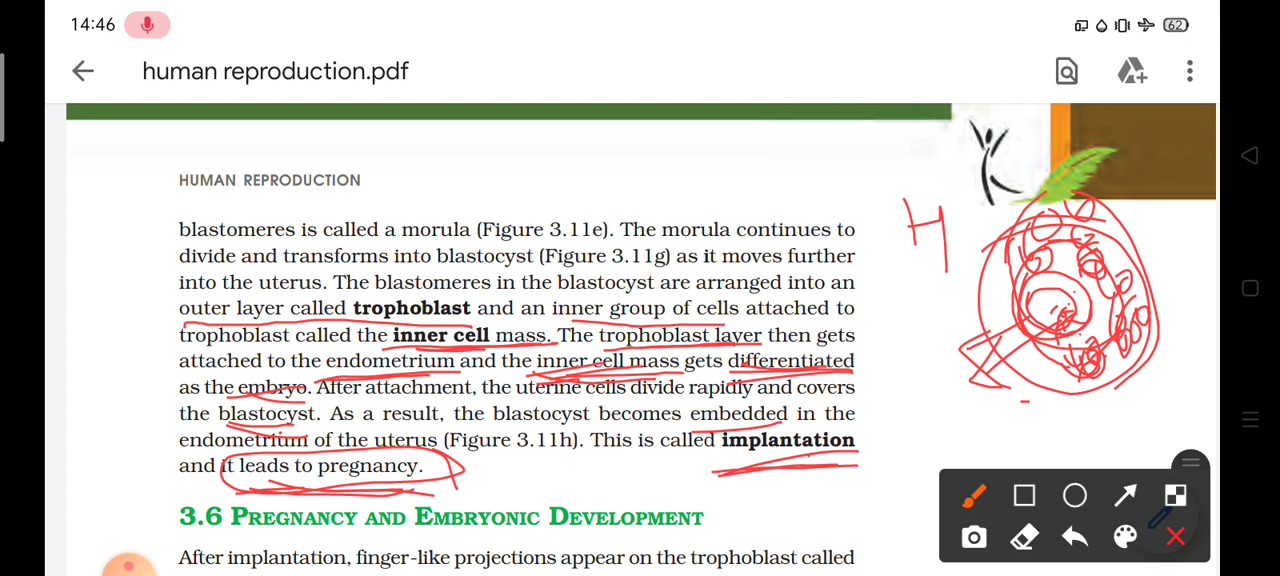 14:46
62
human reproduction.pdf
HUMAN REPRODUCTION
blastomeres is called a morula (Figure 3.11e). The morula continues to
divide and transforms into blastocyst (Figure 3.11g) as it moves further
into the uterus. The blastomeres in the blastocyst are arranged into an
outer layer called trophoblast and an inner group of cells attached to
trophoblast called the inner cell mass. The trophoblast layer then gets
attached to the endometrium and the inner cell mass gets differentiated
as the embryo. After attachment, the uterine cells divide rapidly and covers
the blastocyst. As a result, the blastocyst becomes embedded in the
endometrium of the uterus (Figure 3.11h). This is called implantation
and it leads to pregnancy.
3.6 PREGNANCY AND EMBRYONIC DEVELOPMENT
After implantation, finger-like projections appear on the trophoblast called